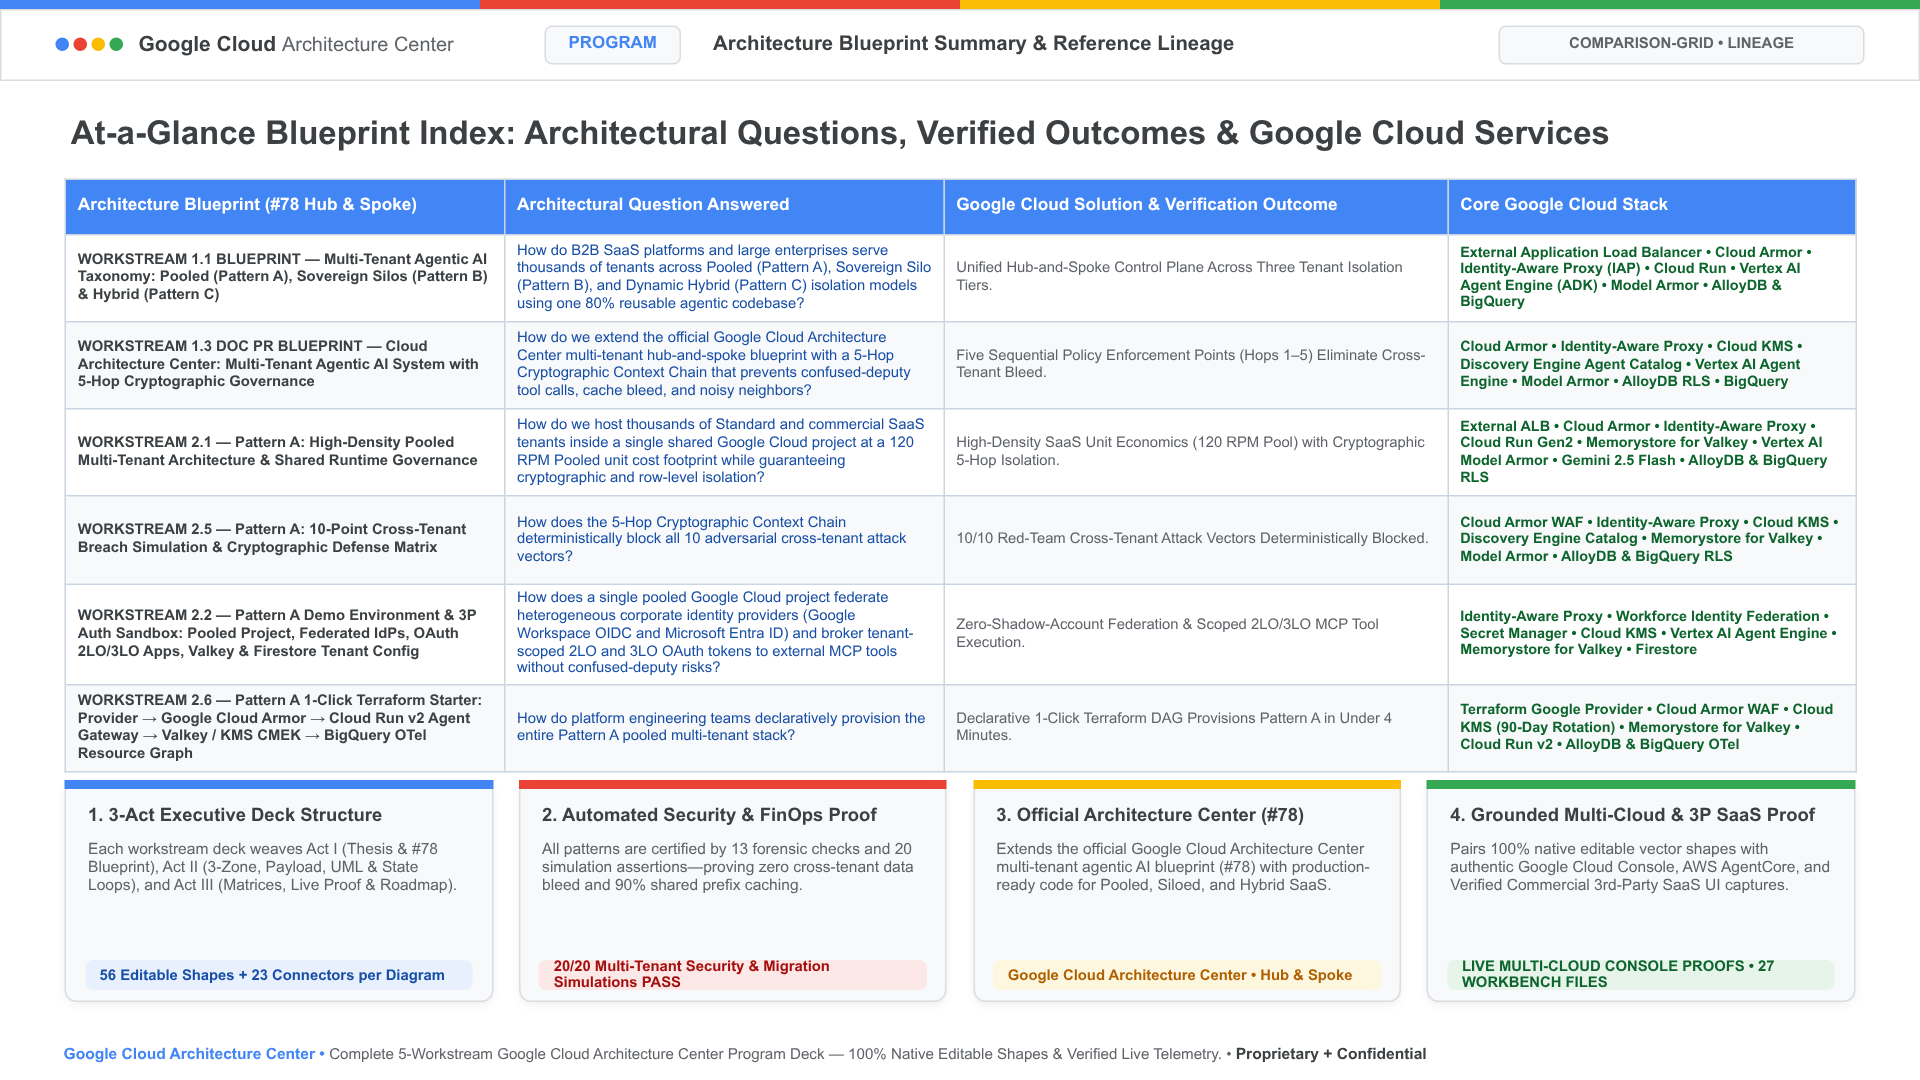 Google Cloud Architecture Center
PROGRAM
Architecture Blueprint Summary & Reference Lineage
COMPARISON-GRID • LINEAGE
At-a-Glance Blueprint Index: Architectural Questions, Verified Outcomes & Google Cloud Services
Architecture Blueprint (#78 Hub & Spoke)
Architectural Question Answered
Google Cloud Solution & Verification Outcome
Core Google Cloud Stack
WORKSTREAM 1.1 BLUEPRINT — Multi-Tenant Agentic AI
Taxonomy: Pooled (Pattern A), Sovereign Silos (Pattern B)
& Hybrid (Pattern C)
How do B2B SaaS platforms and large enterprises serve
thousands of tenants across Pooled (Pattern A), Sovereign Silo
(Pattern B), and Dynamic Hybrid (Pattern C) isolation models
using one 80% reusable agentic codebase?
Unified Hub-and-Spoke Control Plane Across Three Tenant Isolation
Tiers.
External Application Load Balancer • Cloud Armor •
Identity-Aware Proxy (IAP) • Cloud Run • Vertex AI
Agent Engine (ADK) • Model Armor • AlloyDB &
BigQuery
WORKSTREAM 1.3 DOC PR BLUEPRINT — Cloud
Architecture Center: Multi-Tenant Agentic AI System with
5-Hop Cryptographic Governance
How do we extend the official Google Cloud Architecture
Center multi-tenant hub-and-spoke blueprint with a 5-Hop
Cryptographic Context Chain that prevents confused-deputy
tool calls, cache bleed, and noisy neighbors?
Five Sequential Policy Enforcement Points (Hops 1–5) Eliminate Cross-
Tenant Bleed.
Cloud Armor • Identity-Aware Proxy • Cloud KMS •
Discovery Engine Agent Catalog • Vertex AI Agent
Engine • Model Armor • AlloyDB RLS • BigQuery
WORKSTREAM 2.1 — Pattern A: High-Density Pooled
Multi-Tenant Architecture & Shared Runtime Governance
How do we host thousands of Standard and commercial SaaS
tenants inside a single shared Google Cloud project at a 120
RPM Pooled unit cost footprint while guaranteeing
cryptographic and row-level isolation?
High-Density SaaS Unit Economics (120 RPM Pool) with Cryptographic
5-Hop Isolation.
External ALB • Cloud Armor • Identity-Aware Proxy •
Cloud Run Gen2 • Memorystore for Valkey • Vertex AI
Model Armor • Gemini 2.5 Flash • AlloyDB & BigQuery
RLS
WORKSTREAM 2.5 — Pattern A: 10-Point Cross-Tenant
Breach Simulation & Cryptographic Defense Matrix
How does the 5-Hop Cryptographic Context Chain
deterministically block all 10 adversarial cross-tenant attack
vectors?
10/10 Red-Team Cross-Tenant Attack Vectors Deterministically Blocked.
Cloud Armor WAF • Identity-Aware Proxy • Cloud KMS •
Discovery Engine Catalog • Memorystore for Valkey •
Model Armor • AlloyDB & BigQuery RLS
WORKSTREAM 2.2 — Pattern A Demo Environment & 3P
Auth Sandbox: Pooled Project, Federated IdPs, OAuth
2LO/3LO Apps, Valkey & Firestore Tenant Config
How does a single pooled Google Cloud project federate
heterogeneous corporate identity providers (Google
Workspace OIDC and Microsoft Entra ID) and broker tenant-
scoped 2LO and 3LO OAuth tokens to external MCP tools
without confused-deputy risks?
Zero-Shadow-Account Federation & Scoped 2LO/3LO MCP Tool
Execution.
Identity-Aware Proxy • Workforce Identity Federation •
Secret Manager • Cloud KMS • Vertex AI Agent Engine •
Memorystore for Valkey • Firestore
WORKSTREAM 2.6 — Pattern A 1-Click Terraform Starter:
Provider → Google Cloud Armor → Cloud Run v2 Agent
Gateway → Valkey / KMS CMEK → BigQuery OTel
Resource Graph
How do platform engineering teams declaratively provision the
entire Pattern A pooled multi-tenant stack?
Declarative 1-Click Terraform DAG Provisions Pattern A in Under 4
Minutes.
Terraform Google Provider • Cloud Armor WAF • Cloud
KMS (90-Day Rotation) • Memorystore for Valkey •
Cloud Run v2 • AlloyDB & BigQuery OTel
1. 3-Act Executive Deck Structure
Each workstream deck weaves Act I (Thesis & #78
Blueprint), Act II (3-Zone, Payload, UML & State
Loops), and Act III (Matrices, Live Proof & Roadmap).
56 Editable Shapes + 23 Connectors per Diagram
2. Automated Security & FinOps Proof
All patterns are certified by 13 forensic checks and 20
simulation assertions—proving zero cross-tenant data
bleed and 90% shared prefix caching.
20/20 Multi-Tenant Security & Migration
Simulations PASS
3. Official Architecture Center (#78)
Extends the official Google Cloud Architecture Center
multi-tenant agentic AI blueprint (#78) with production-
ready code for Pooled, Siloed, and Hybrid SaaS.
Google Cloud Architecture Center • Hub & Spoke
4. Grounded Multi-Cloud & 3P SaaS Proof
Pairs 100% native editable vector shapes with
authentic Google Cloud Console, AWS AgentCore, and
Verified Commercial 3rd-Party SaaS UI captures.
LIVE MULTI-CLOUD CONSOLE PROOFS • 27
WORKBENCH FILES
Google Cloud Architecture Center • Complete 5-Workstream Google Cloud Architecture Center Program Deck — 100% Native Editable Shapes & Verified Live Telemetry. • Proprietary + Confidential